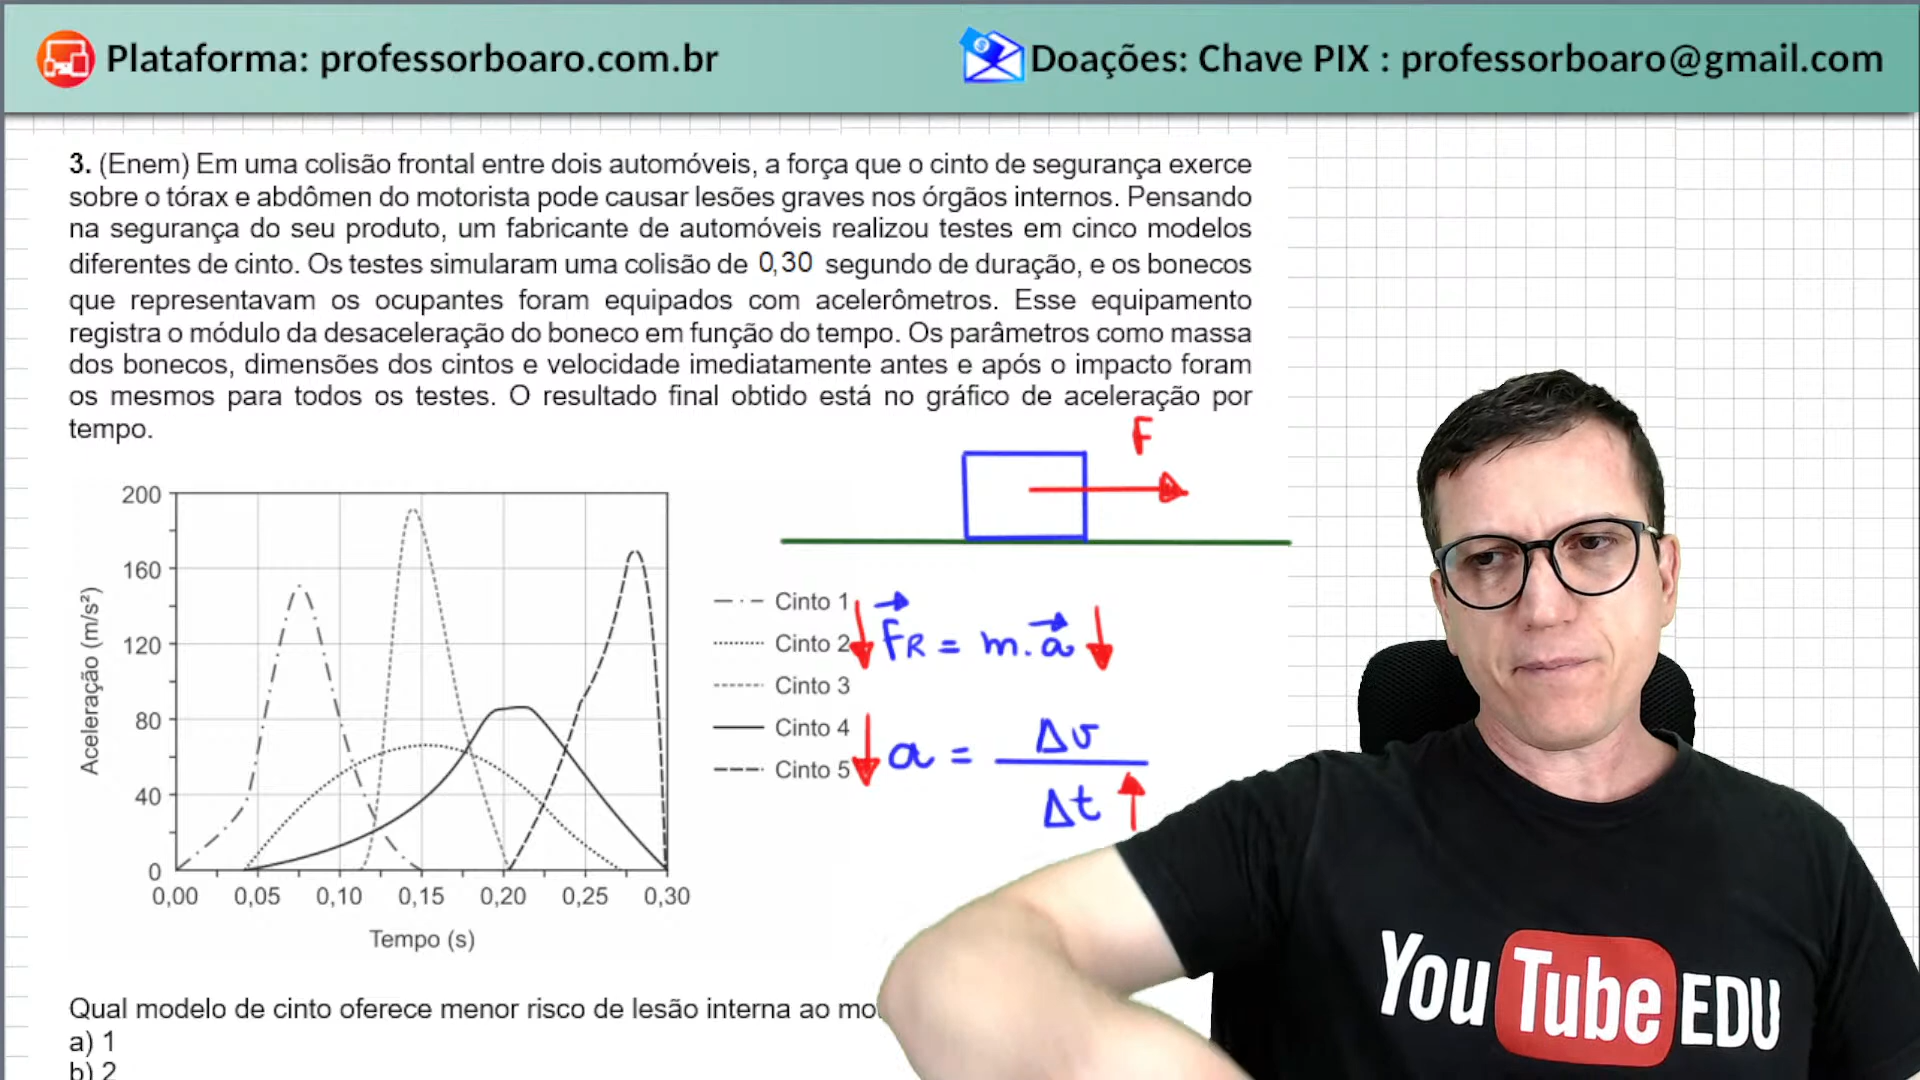 Plataforma: professorboaro.com.br
Doações: Chave PIX : professorboaro@gmail.com
3. (Enem) Em uma colisão frontal entre dois automóveis, a força que o cinto de segurança exerce
sobre o tórax e abdômen do motorista pode causar lesões graves nos órgãos internos. Pensando
na segurança do seu produto, um fabricante de automóveis realizou testes em cinco modelos
diferentes de cinto. Os testes simularam uma colisão de 0,30 segundo de duração, e os bonecos
que representavam os ocupantes foram equipados com acelerômetros. Esse equipamento
registra o módulo da desaceleração do boneco em função do tempo. Os parâmetros como massa
dos bonecos, dimensões dos cintos e velocidade imediatamente antes e após o impacto foram
os mesmos para todos os testes. O resultado final obtido está no gráfico de aceleração por
tempo.
F
200
160
120
80
40
0
Aceleração (m/s²)
0,00 0,05 0,10 0,15 0,20 0,25 0,30
Tempo (s)
Cinto 1
Cinto 2
Cinto 3
Cinto 4
Cinto 5
FR = m.a
a = Δv
Δt
Qual modelo de cinto oferece menor risco de lesão interna ao
a) 1
b) 2
YouTube EDU